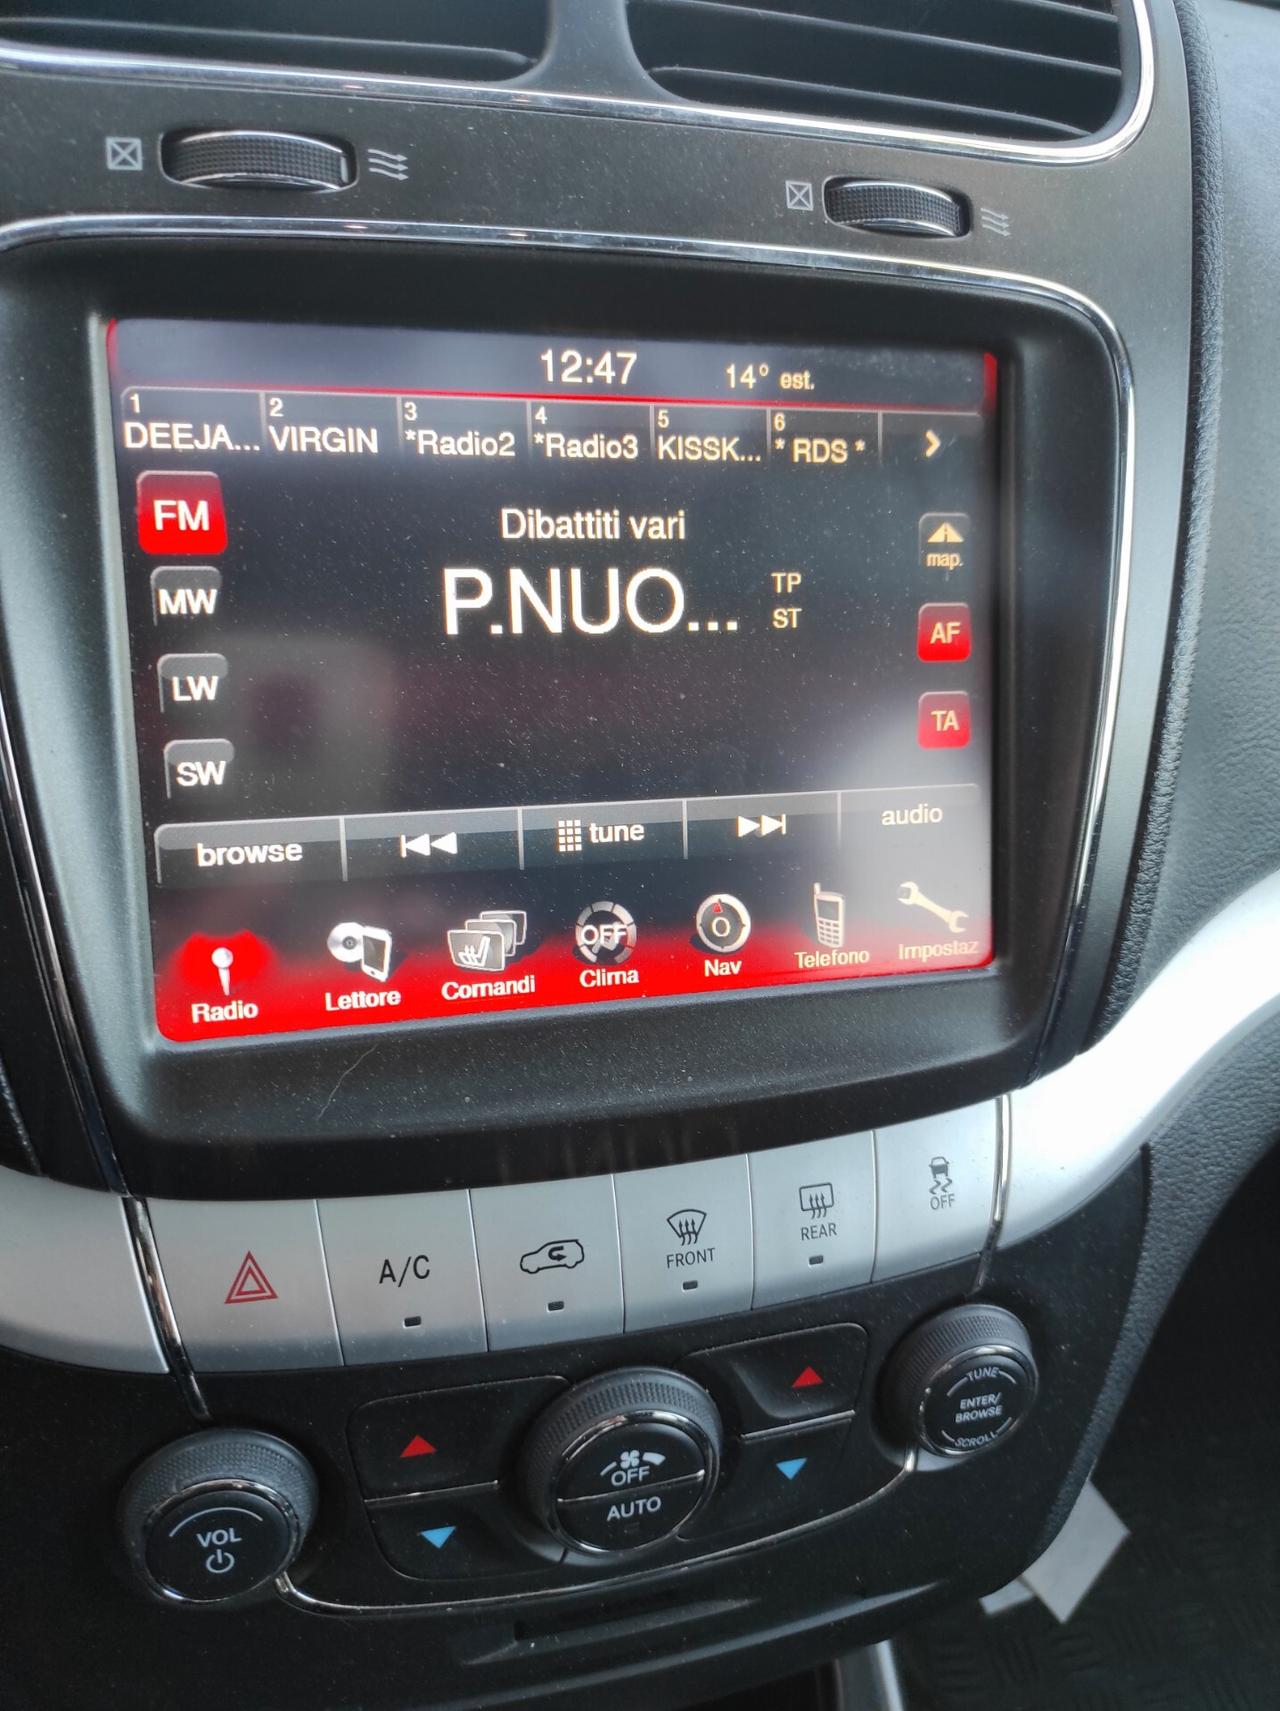 12:47 14° est.
1 2 3 4 5 6
DEEJA... VIRGIN *Radio2 *Radio3 KISSK... * RDS *
FM
Dibattiti vari
map.
MW
P.NUO...
TP
ST
AF
LW
TA
SW
browse tune audio
OFF
Radio Lettore Comandi Clima Nav Telefono Impostaz
A/C
FRONT
REAR
OFF
VOL
OFF
AUTO
TUNE
ENTER/
BROWSE
SCROLL